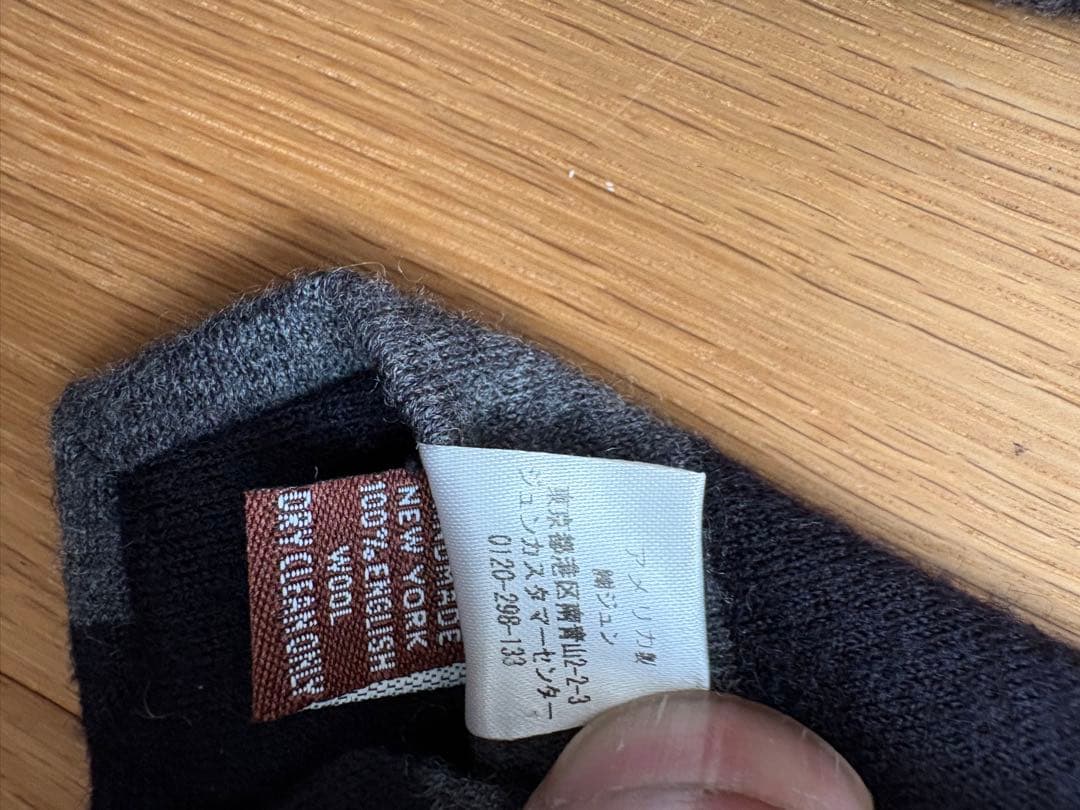 NEW YORK
100% ENGLISH
WOOL
DRY CLEAN ONLY
アメリカ製
㈱ジュン
東京都港区南青山2-2-3
ジュンカスタマーセンター
0120-298-133